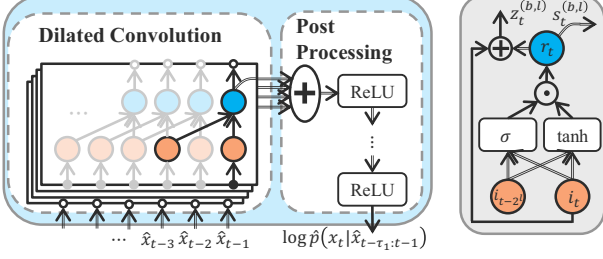 Dilated Convolution
Post
Processing
...
+
ReLU
⋮
ReLU
... x̂_{t−3} x̂_{t−2} x̂_{t−1}
log p̂(x_t|x̂_{t−τ_1:t−1})
z_t^{(b,l)} s_t^{(b,l)}
+
r_t
⊙
σ
tanh
i_{t−2^l}
i_t